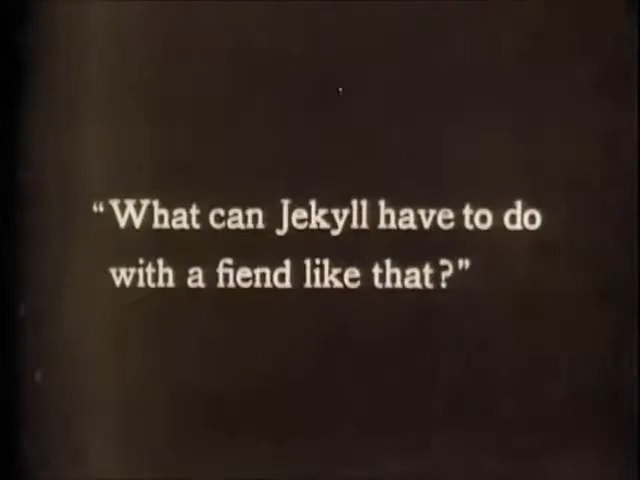 “What can Jekyll have to do
with a fiend like that?”